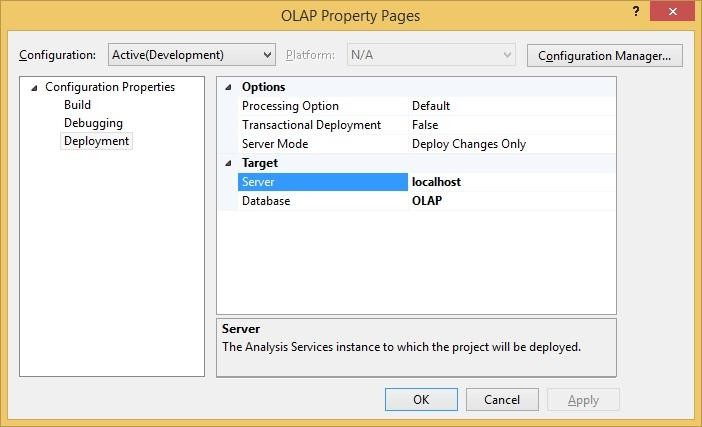 OLAP Property Pages
? ×
Configuration: Active(Development) Platform: N/A Configuration Manager...
Configuration Properties
Build
Debugging
Deployment
Options
Processing Option Default
Transactional Deployment False
Server Mode Deploy Changes Only
Target
Server localhost
Database OLAP
Server
The Analysis Services instance to which the project will be deployed.
OK Cancel Apply